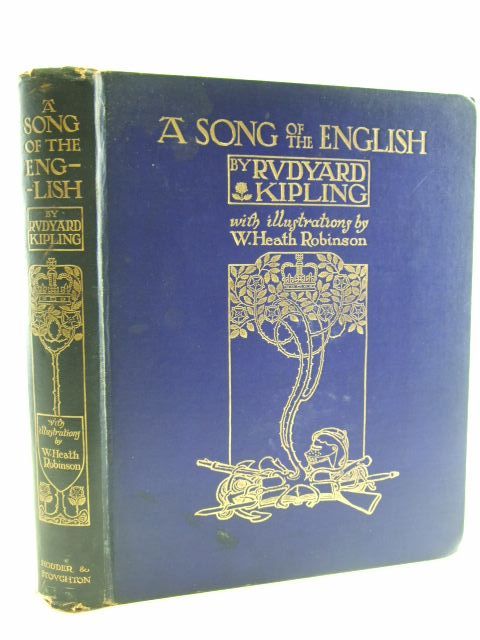 A
SONG
OF THE
ENG-
-LISH
BY
RVDYARD
KIPLING
with
illustrations
by
W. Heath
Robinson
HODDER &
STOUGHTON
A SONG OF THE ENGLISH
BY RVDYARD
KIPLING
with illustrations by
W. Heath Robinson